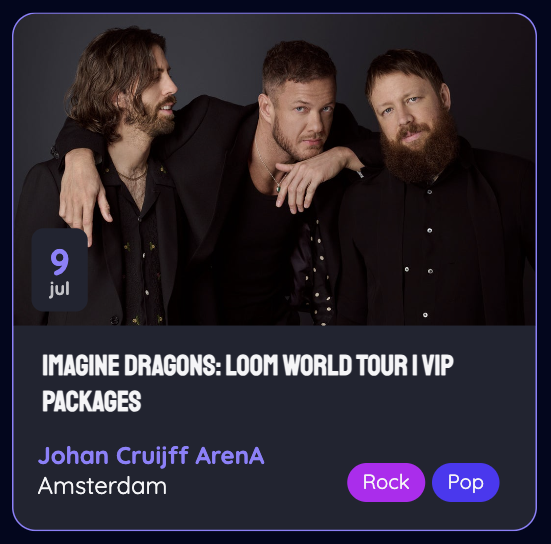 9
jul
IMAGINE DRAGONS: LOOM WORLD TOUR | VIP
PACKAGES
Johan Cruijff ArenA
Amsterdam
Rock Pop